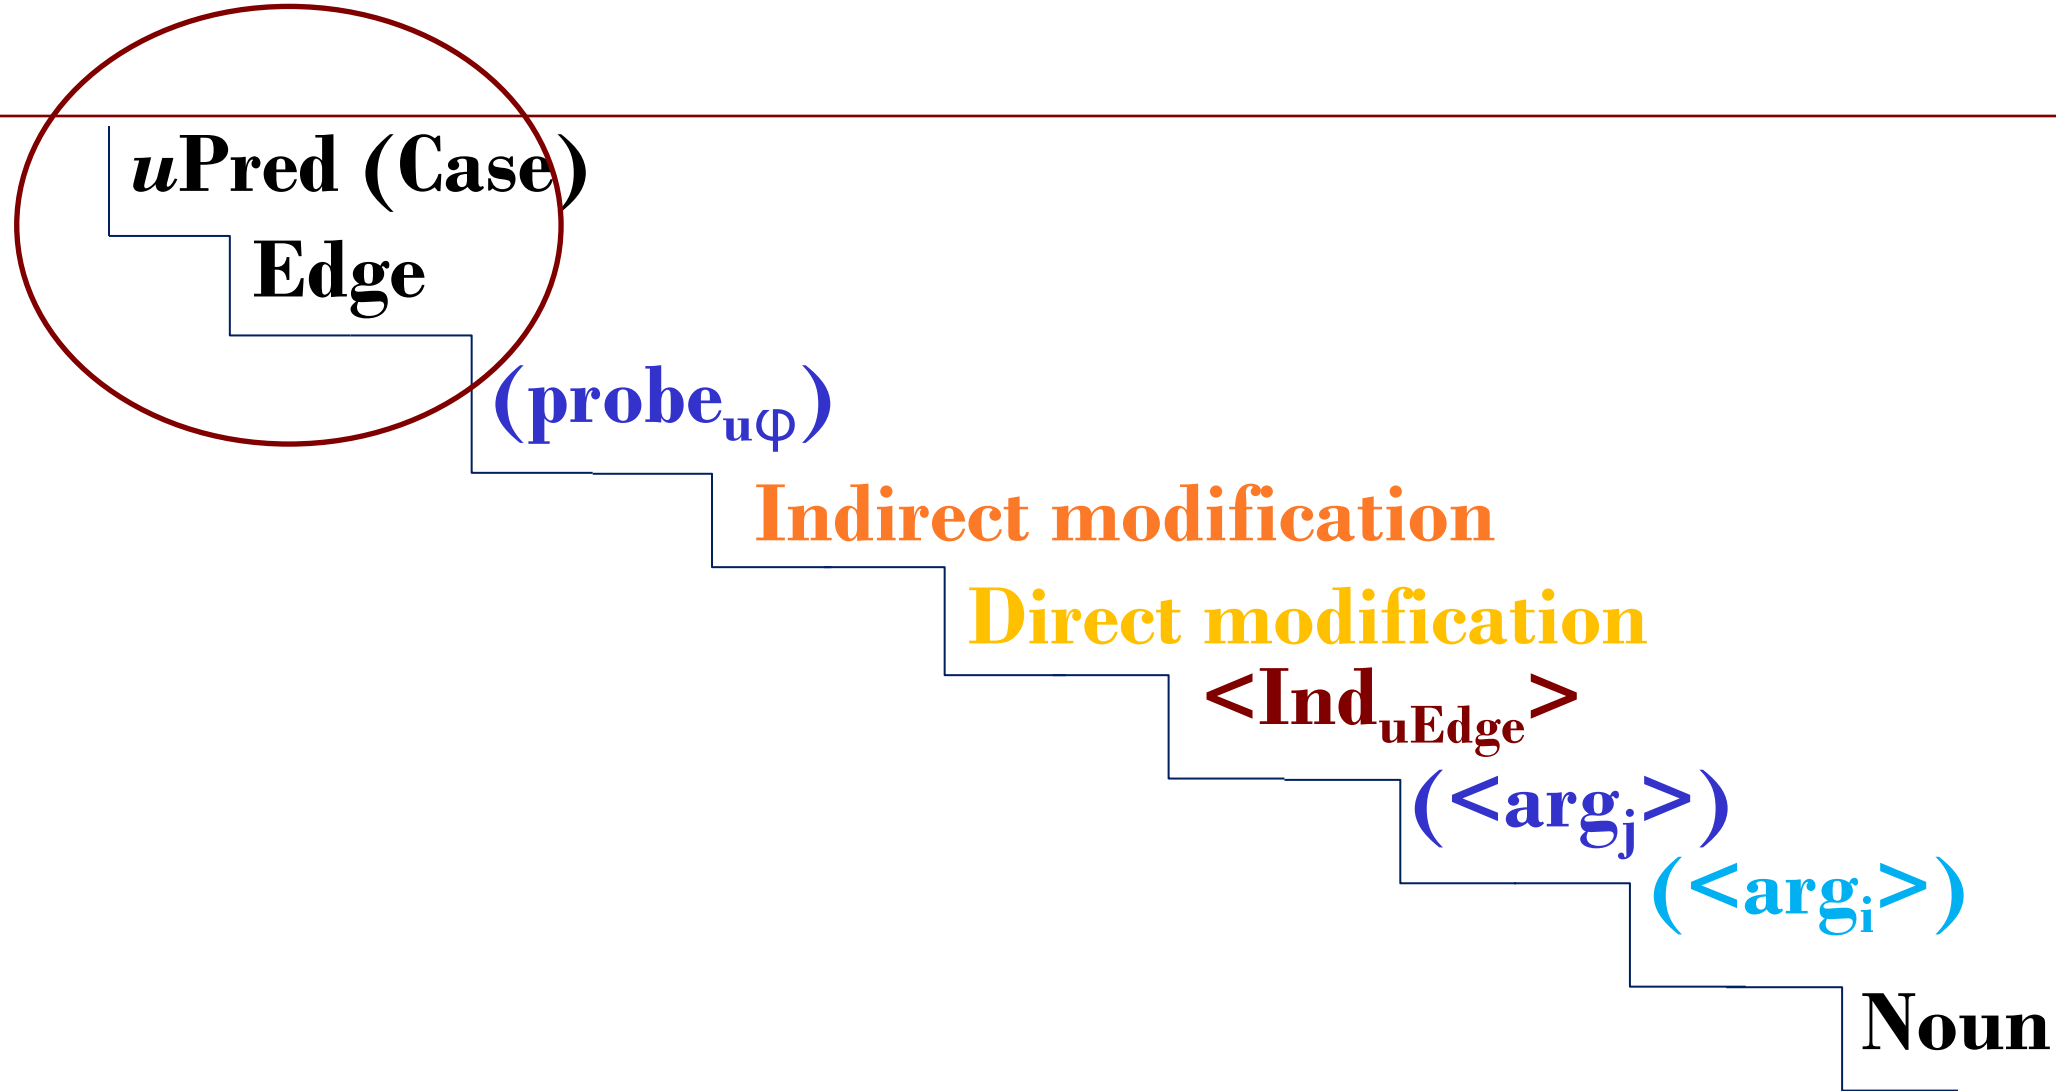 uPred (Case)
Edge
(probeuφ)
Indirect modification
Direct modification
<InduEdge>
(<argj>)
(<argi>)
Noun